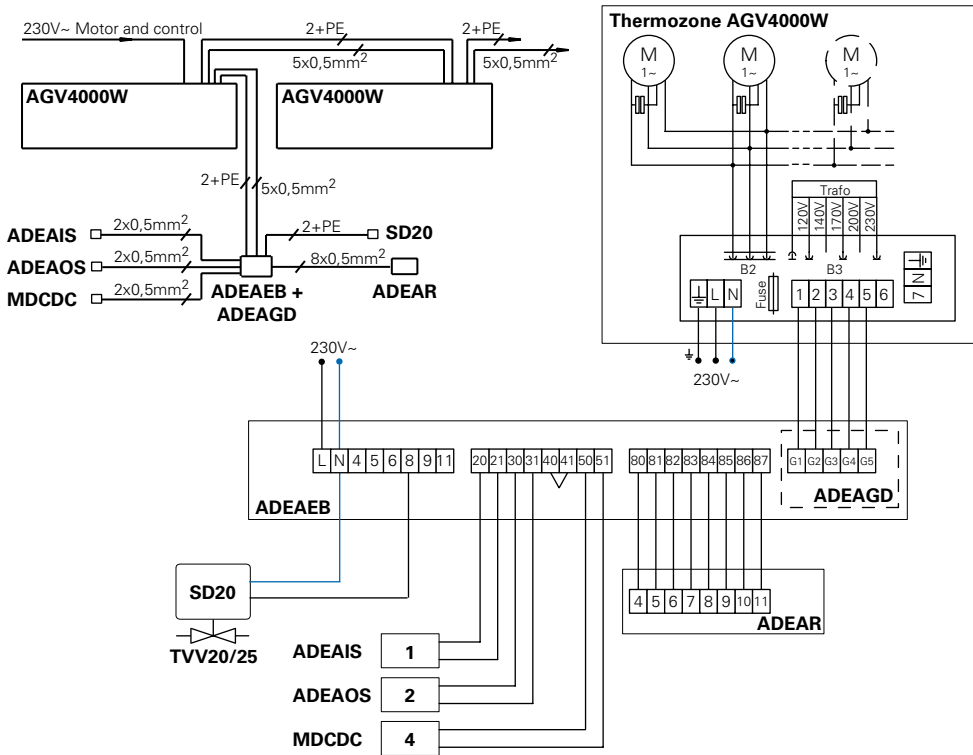 230V~ Motor and control
2+PE
5x0,5mm²
2+PE
5x0,5mm²
AGV4000W
AGV4000W
2+PE
5x0,5mm²
ADEAIS
2x0,5mm²
2+PE
SD20
ADEAOS
2x0,5mm²
8x0,5mm²
MDCDC
2x0,5mm²
ADEAEB +
ADEAGD
ADEAR
Thermozone AGV4000W
M
1~
M
1~
M
1~
Trafo
120V
140V
170V
200V
230V
B2
B3
L N
Fuse
1 2 3 4 5 6
7 N
230V~
230V~
L N 4 5 6 8 9 11
20 21 30 31 40 41 50 51
80 81 82 83 84 85 86 87
G1 G2 G3 G4 G5
ADEAGD
ADEAEB
SD20
TVV20/25
4 5 6 7 8 9 10 11
ADEAR
ADEAIS
1
ADEAOS
2
MDCDC
4